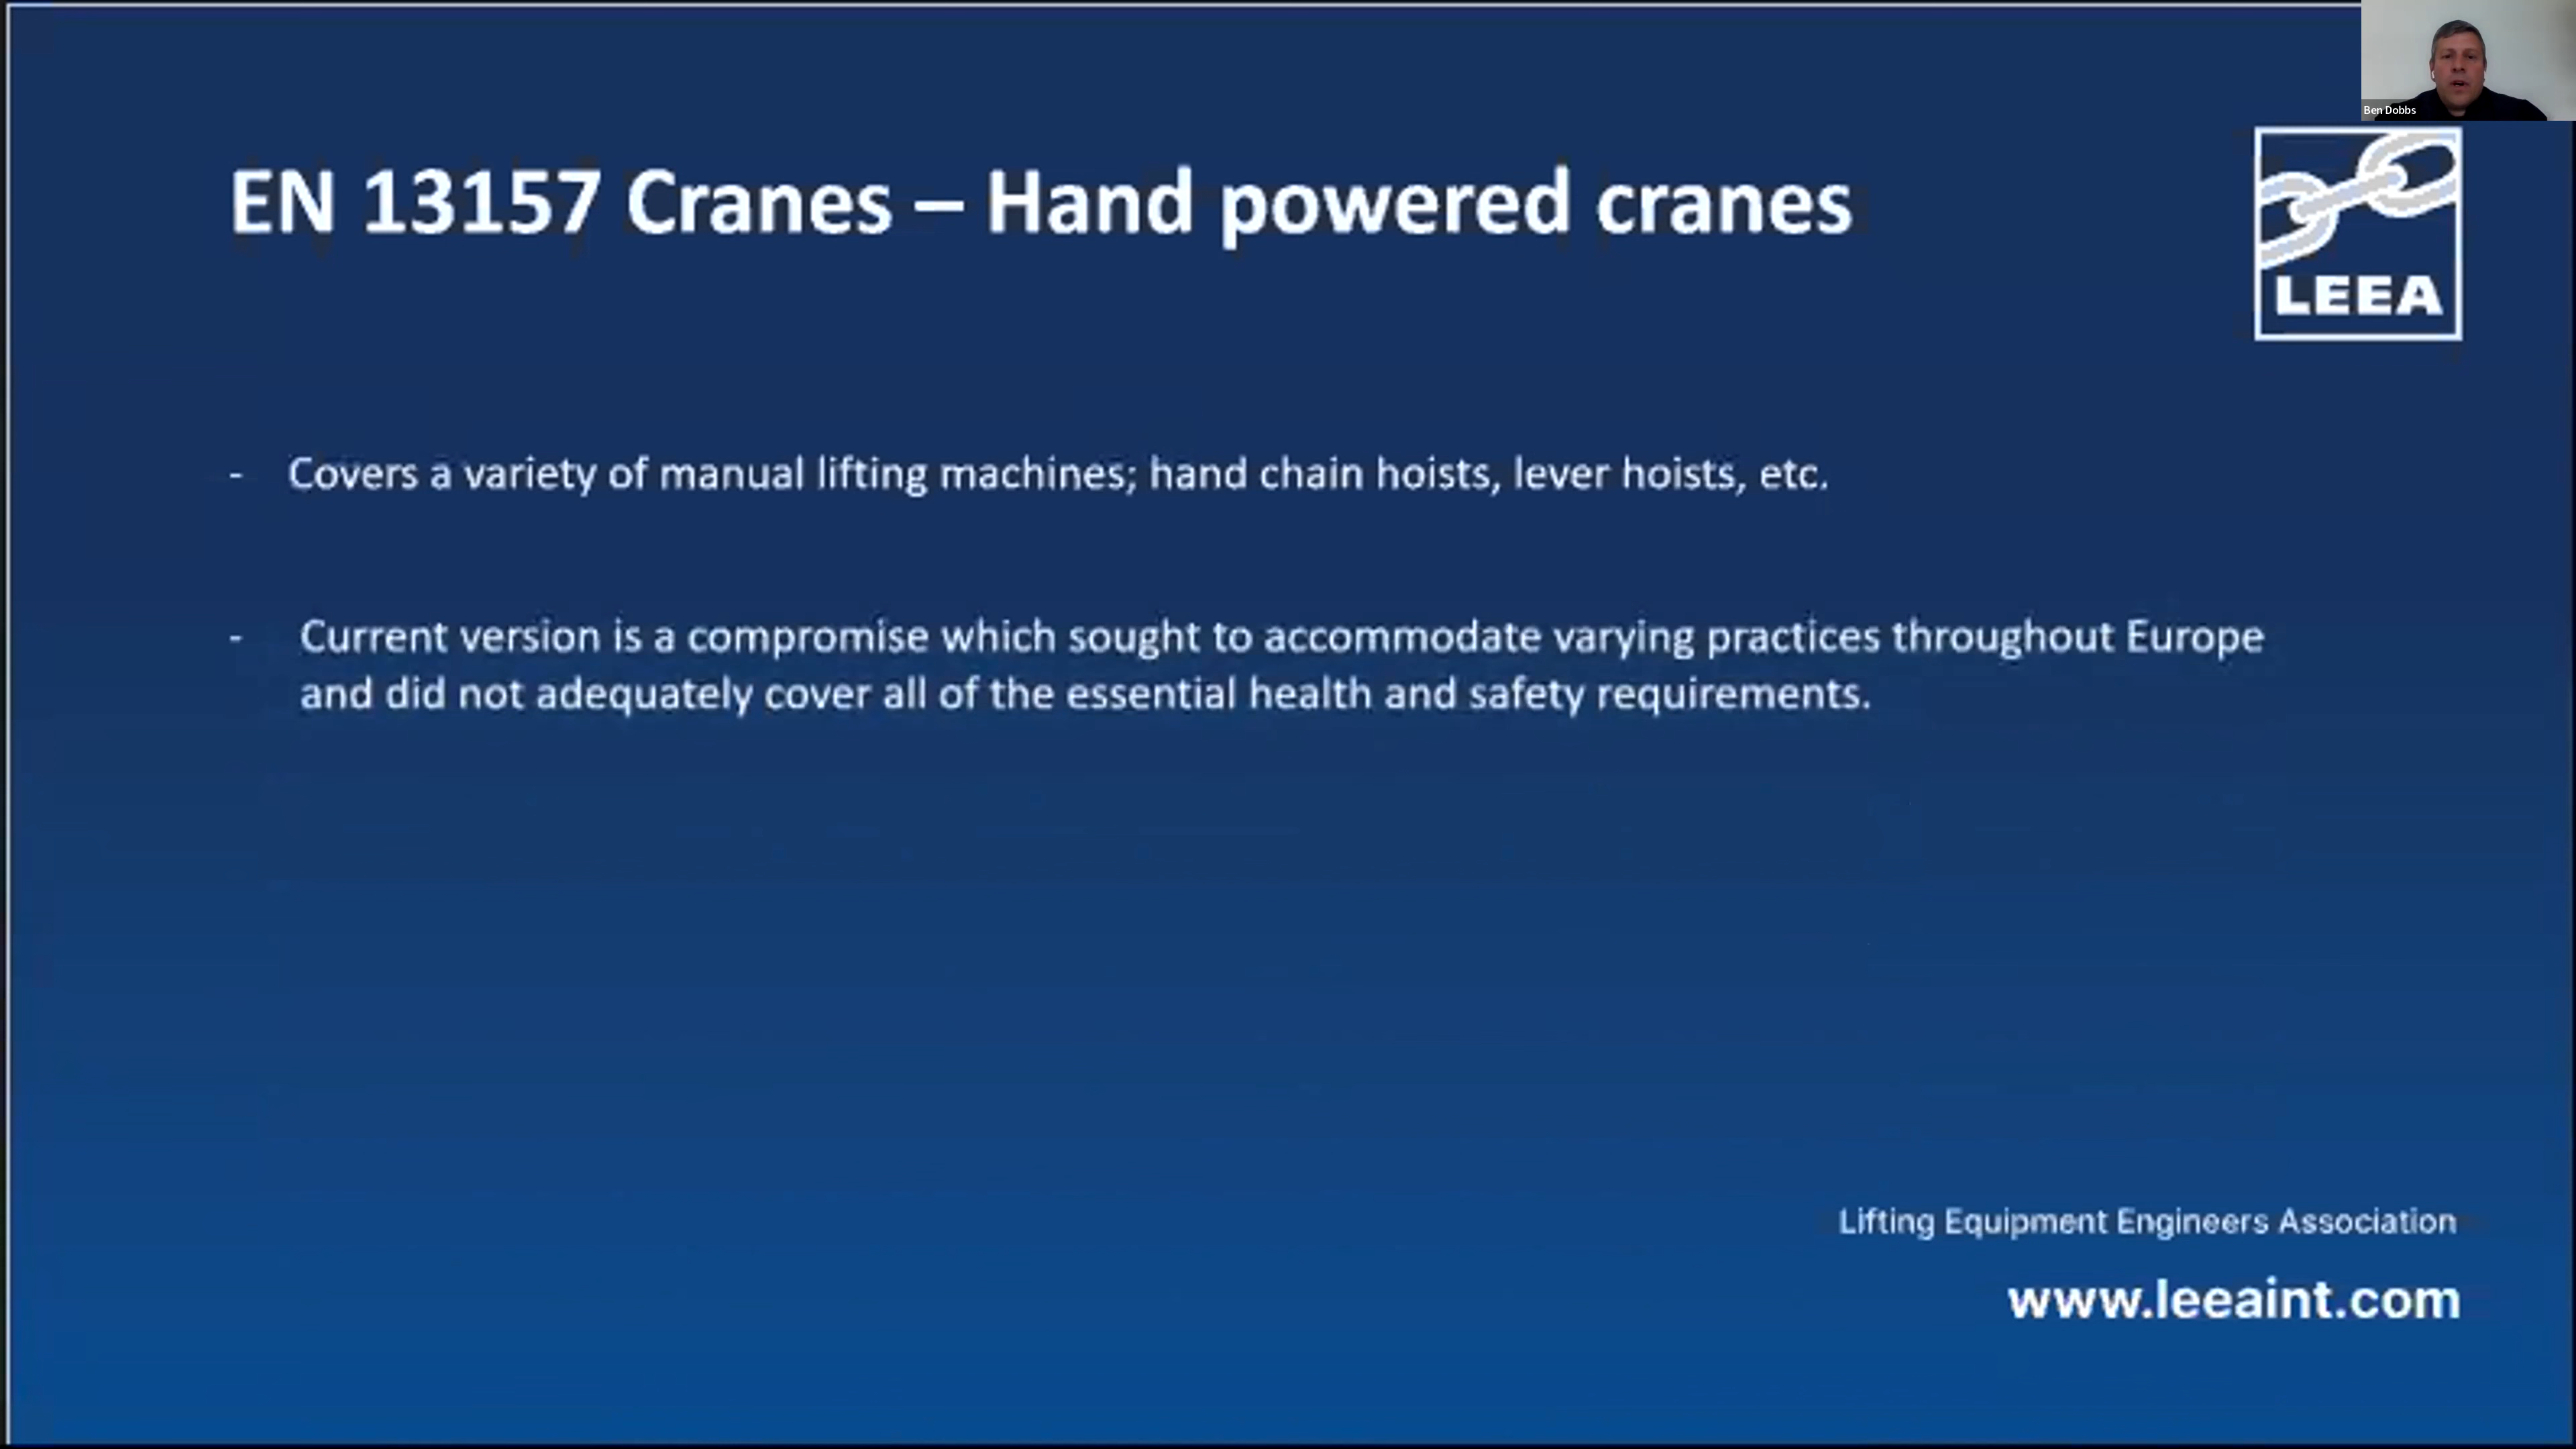 Ben Dobbs
EN 13157 Cranes – Hand powered cranes
LEEA
- Covers a variety of manual lifting machines; hand chain hoists, lever hoists, etc.
- Current version is a compromise which sought to accommodate varying practices throughout Europe
and did not adequately cover all of the essential health and safety requirements.
Lifting Equipment Engineers Association
www.leeaint.com